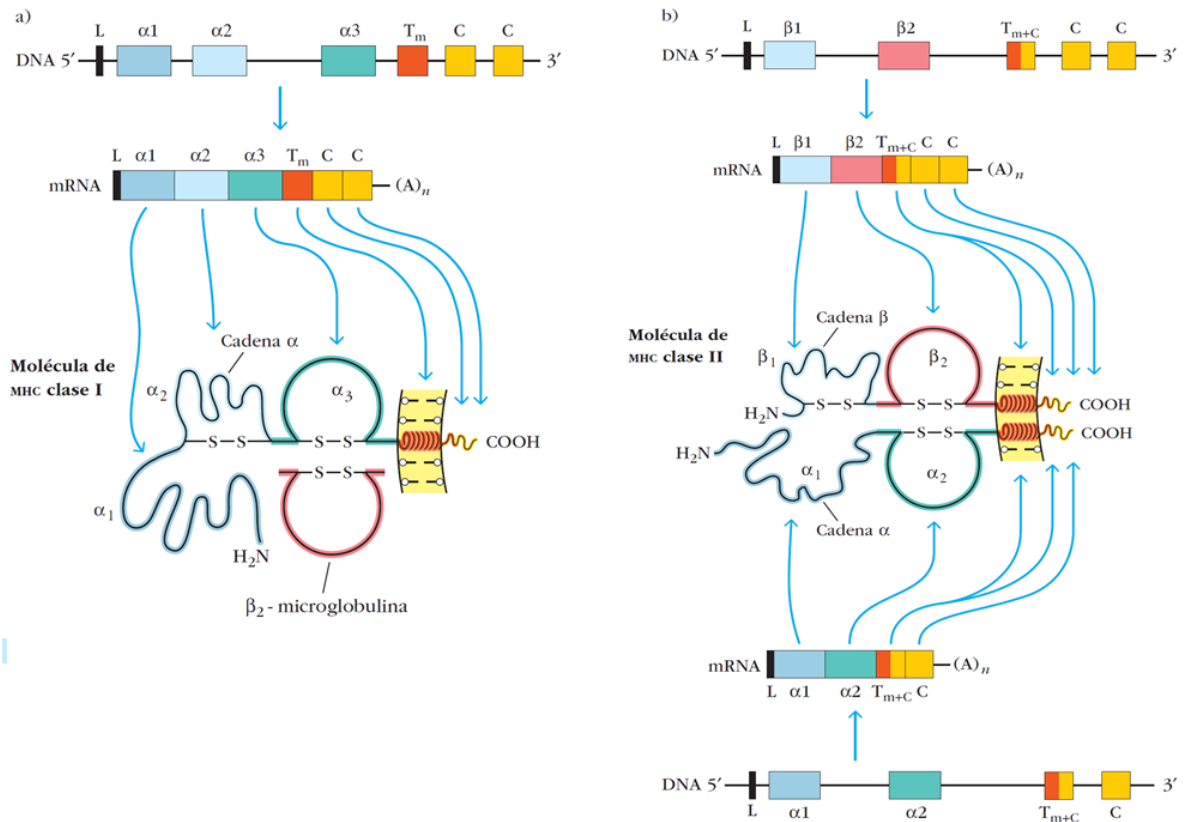 a)
L α1 α2 α3 Tm C C
DNA 5′ 3′
L α1 α2 α3 Tm C C
mRNA (A)n
Molécula de
MHC clase I
Cadena α
α2
α3
S–S S–S
COOH
S–S
α1
H2N
β2 - microglobulina
b)
L β1 β2 Tm+C C C
DNA 5′ 3′
L β1 β2 Tm+C C C
mRNA (A)n
Molécula de
MHC clase II
Cadena β
β1
β2
H2N
S–S S–S
COOH
S–S
COOH
H2N
α1
α2
Cadena α
mRNA (A)n
L α1 α2 Tm+C C
DNA 5′ 3′
L α1 α2 Tm+C C